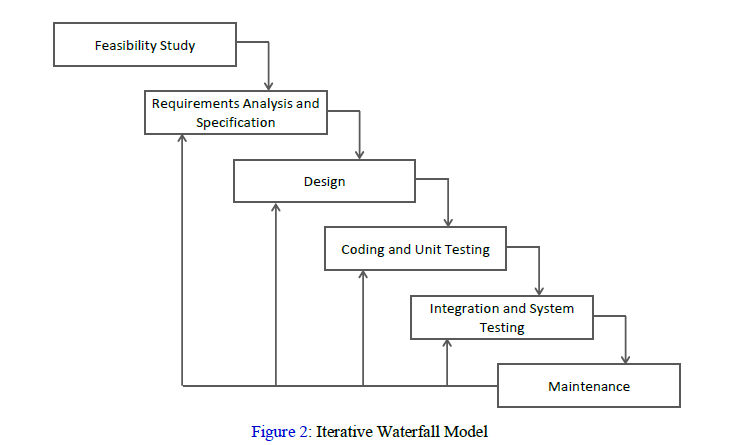 Feasibility Study
Requirements Analysis and
Specification
Design
Coding and Unit Testing
Integration and System
Testing
Maintenance
Figure 2: Iterative Waterfall Model